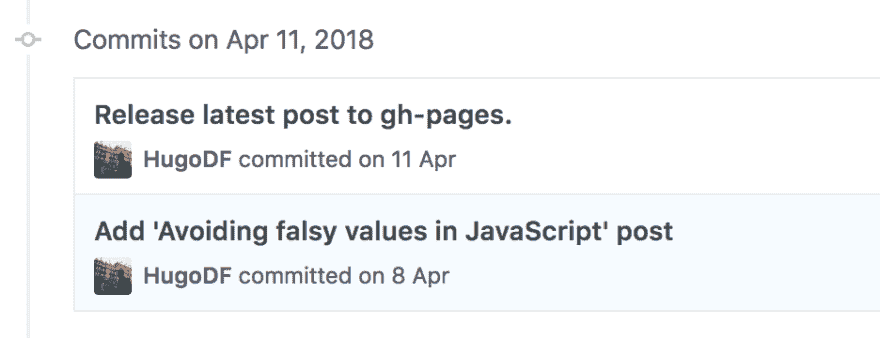 Commits on Apr 11, 2018
Release latest post to gh-pages.
HugoDF committed on 11 Apr
Add 'Avoiding falsy values in JavaScript' post
HugoDF committed on 8 Apr